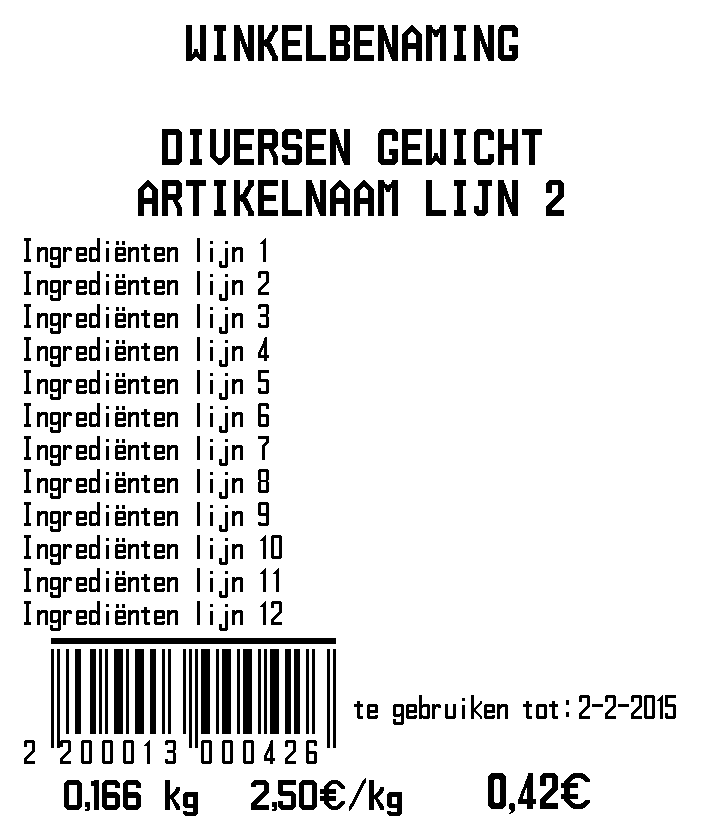 WINKELBENAMING
DIVERSEN GEWICHT
ARTIKELNAAM LIJN 2
Ingrediënten lijn 1
Ingrediënten lijn 2
Ingrediënten lijn 3
Ingrediënten lijn 4
Ingrediënten lijn 5
Ingrediënten lijn 6
Ingrediënten lijn 7
Ingrediënten lijn 8
Ingrediënten lijn 9
Ingrediënten lijn 10
Ingrediënten lijn 11
Ingrediënten lijn 12
te gebruiken tot:2-2-2015
2 200013 000426
0,166 kg 2,50€/kg 0,42€